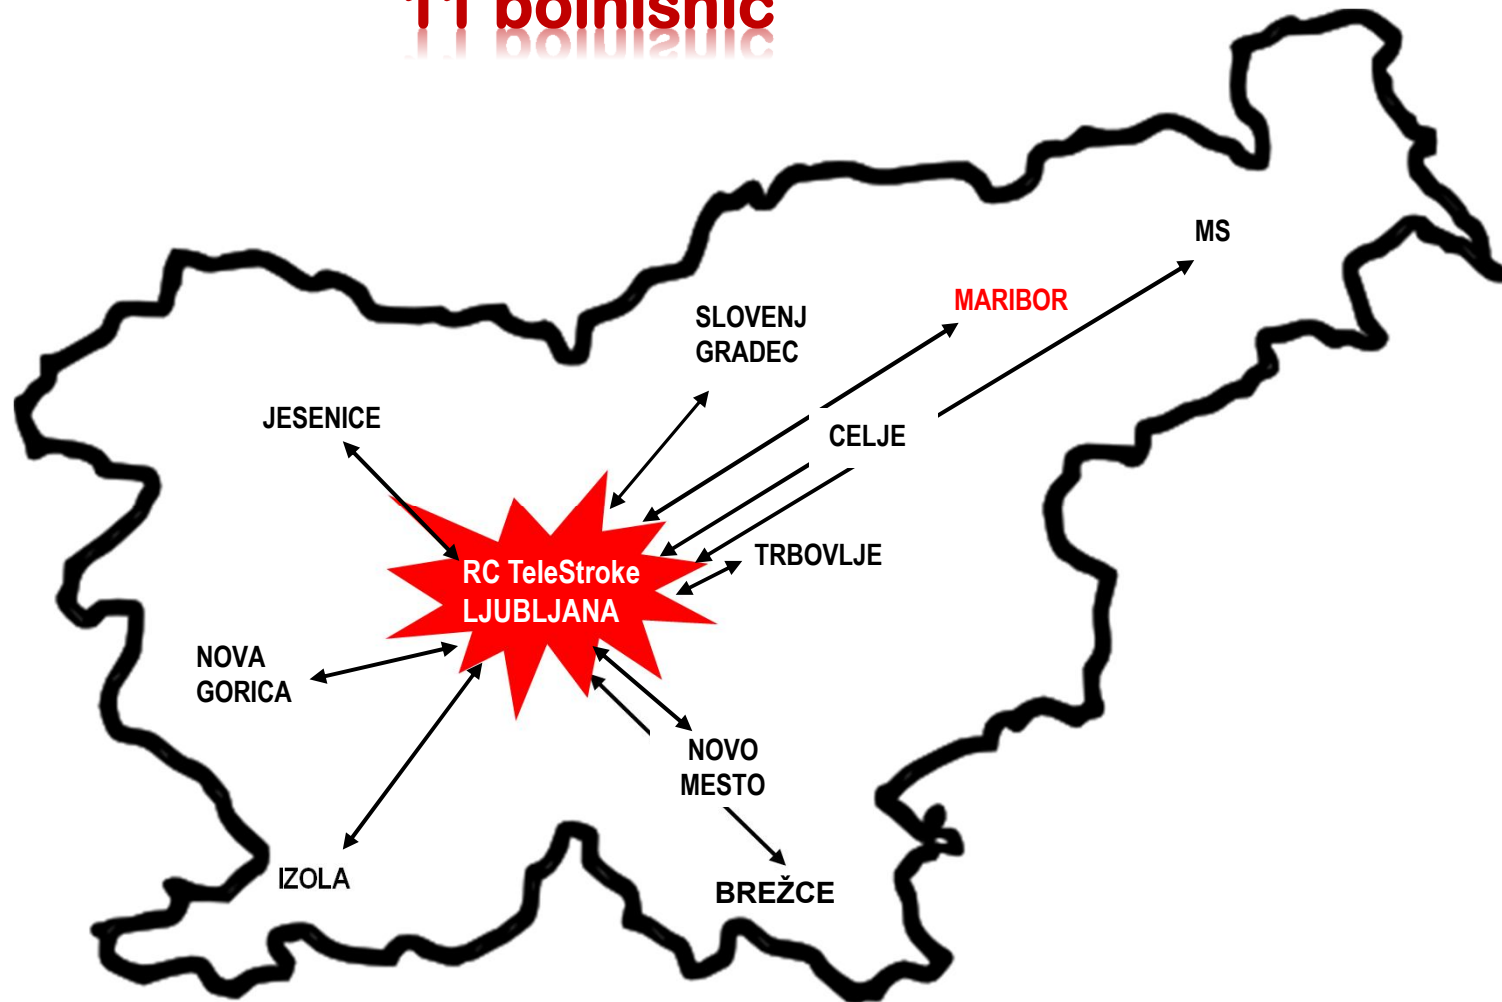 11 bolnišnic
MS
MARIBOR
SLOVENJ
GRADEC
JESENICE
CELJE
TRBOVLJE
RC TeleStroke
LJUBLJANA
NOVA
GORICA
NOVO
MESTO
IZOLA
BREŽCE